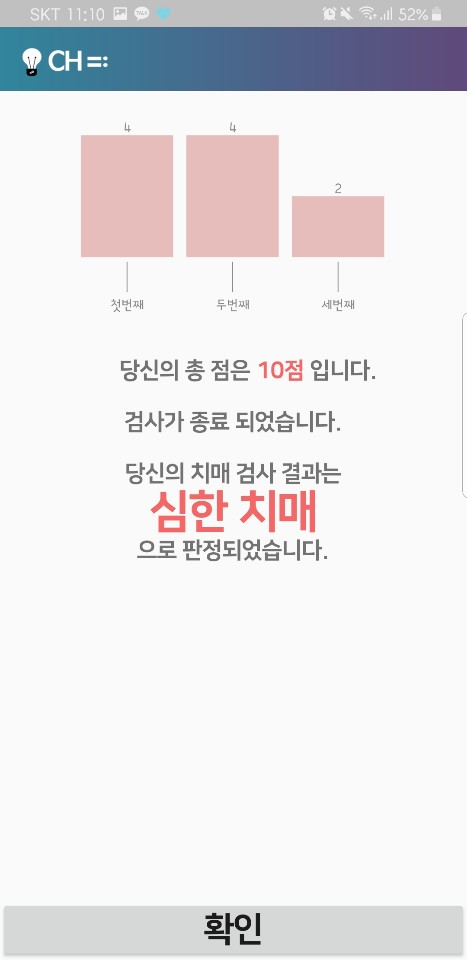 SKT 11:10 52%
CH
4 4 2
첫번째 두번째 세번째
당신의 총 점은 10점 입니다.
검사가 종료 되었습니다.
당신의 치매 검사 결과는
심한 치매
으로 판정되었습니다.
확인